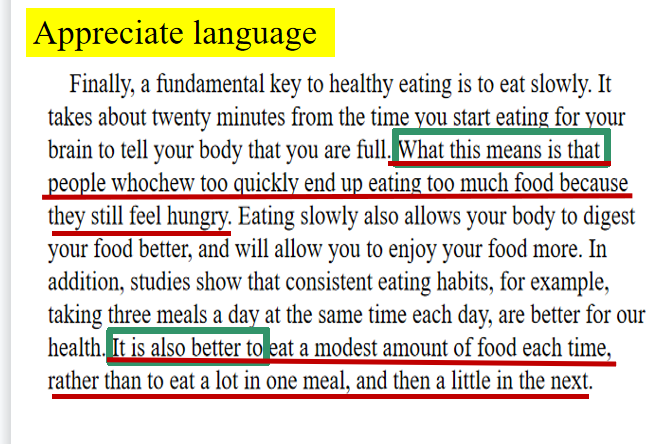 Appreciate language
Finally, a fundamental key to healthy eating is to eat slowly. It
takes about twenty minutes from the time you start eating for your
brain to tell your body that you are full. What this means is that
people whochew too quickly end up eating too much food because
they still feel hungry. Eating slowly also allows your body to digest
your food better, and will allow you to enjoy your food more. In
addition, studies show that consistent eating habits, for example,
taking three meals a day at the same time each day, are better for our
health. It is also better to eat a modest amount of food each time,
rather than to eat a lot in one meal, and then a little in the next.